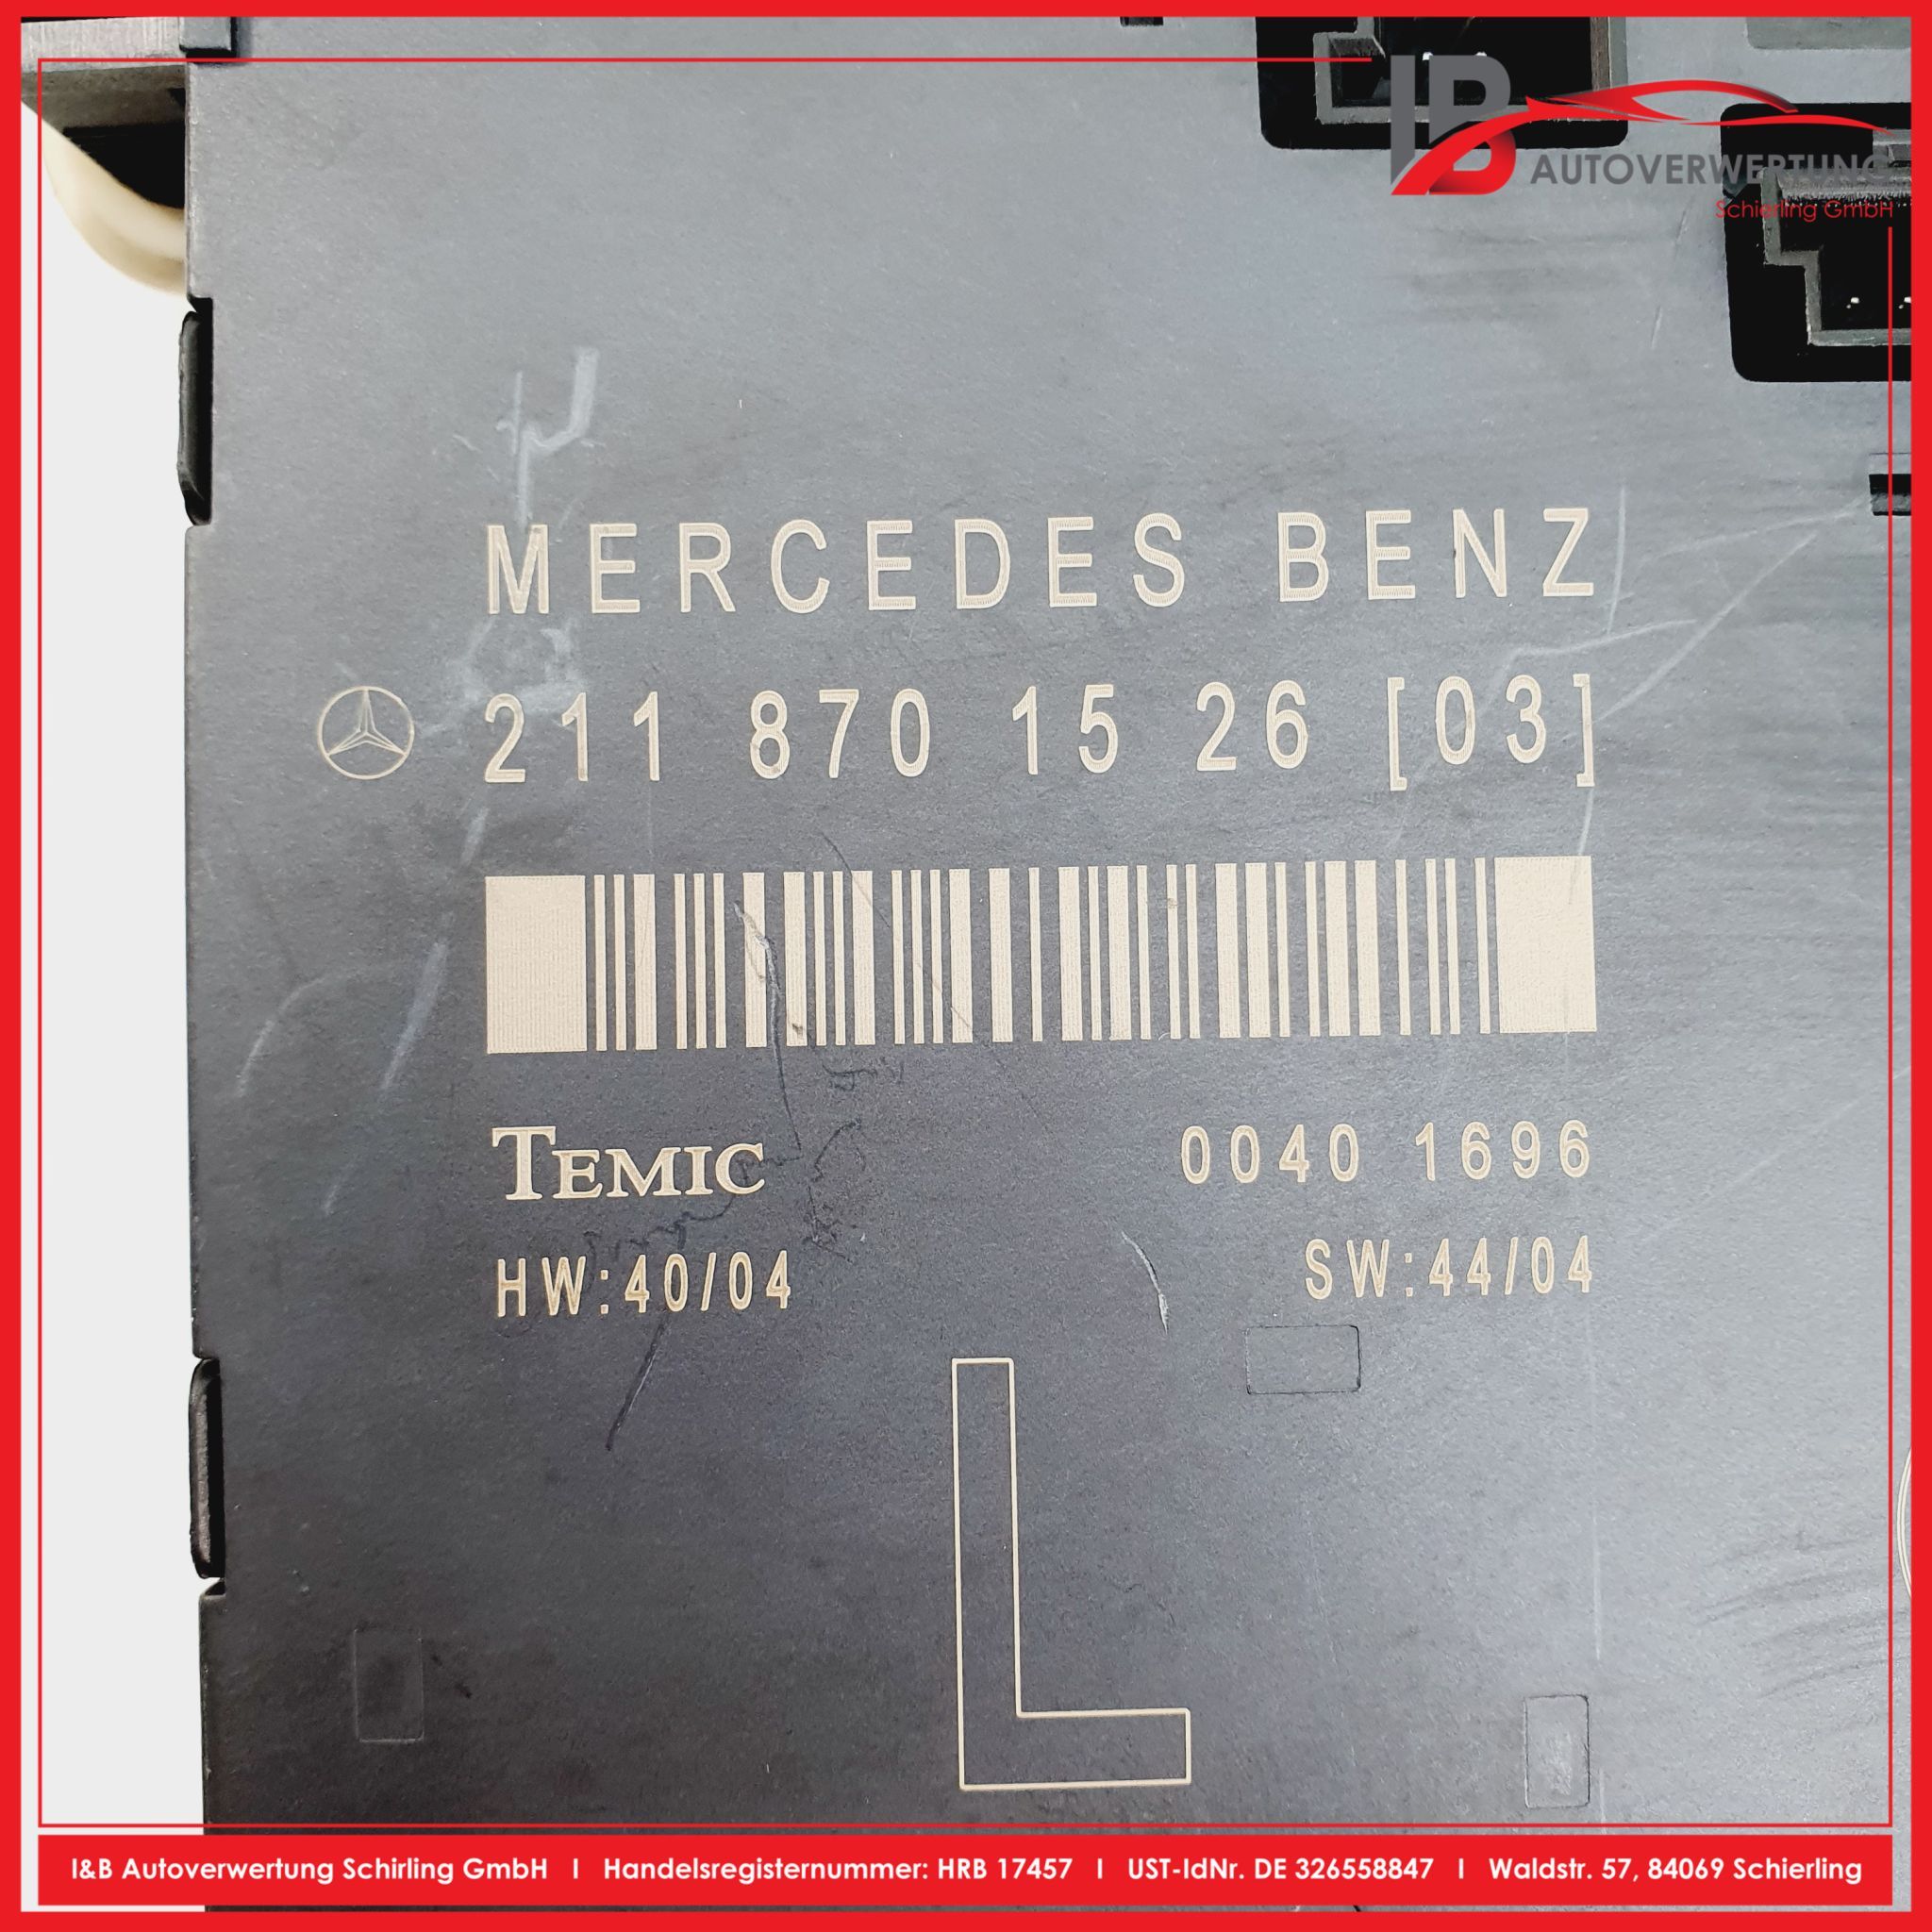 IB AUTOVERWERTUNG
Schierling GmbH
MERCEDES BENZ
211 870 15 26 [03]
TEMIC 0040 1696
HW:40/04 SW:44/04
L
I&B Autoverwertung Schirling GmbH I Handelsregisternummer: HRB 17457 I UST-IdNr. DE 326558847 I Waldstr. 57, 84069 Schierling